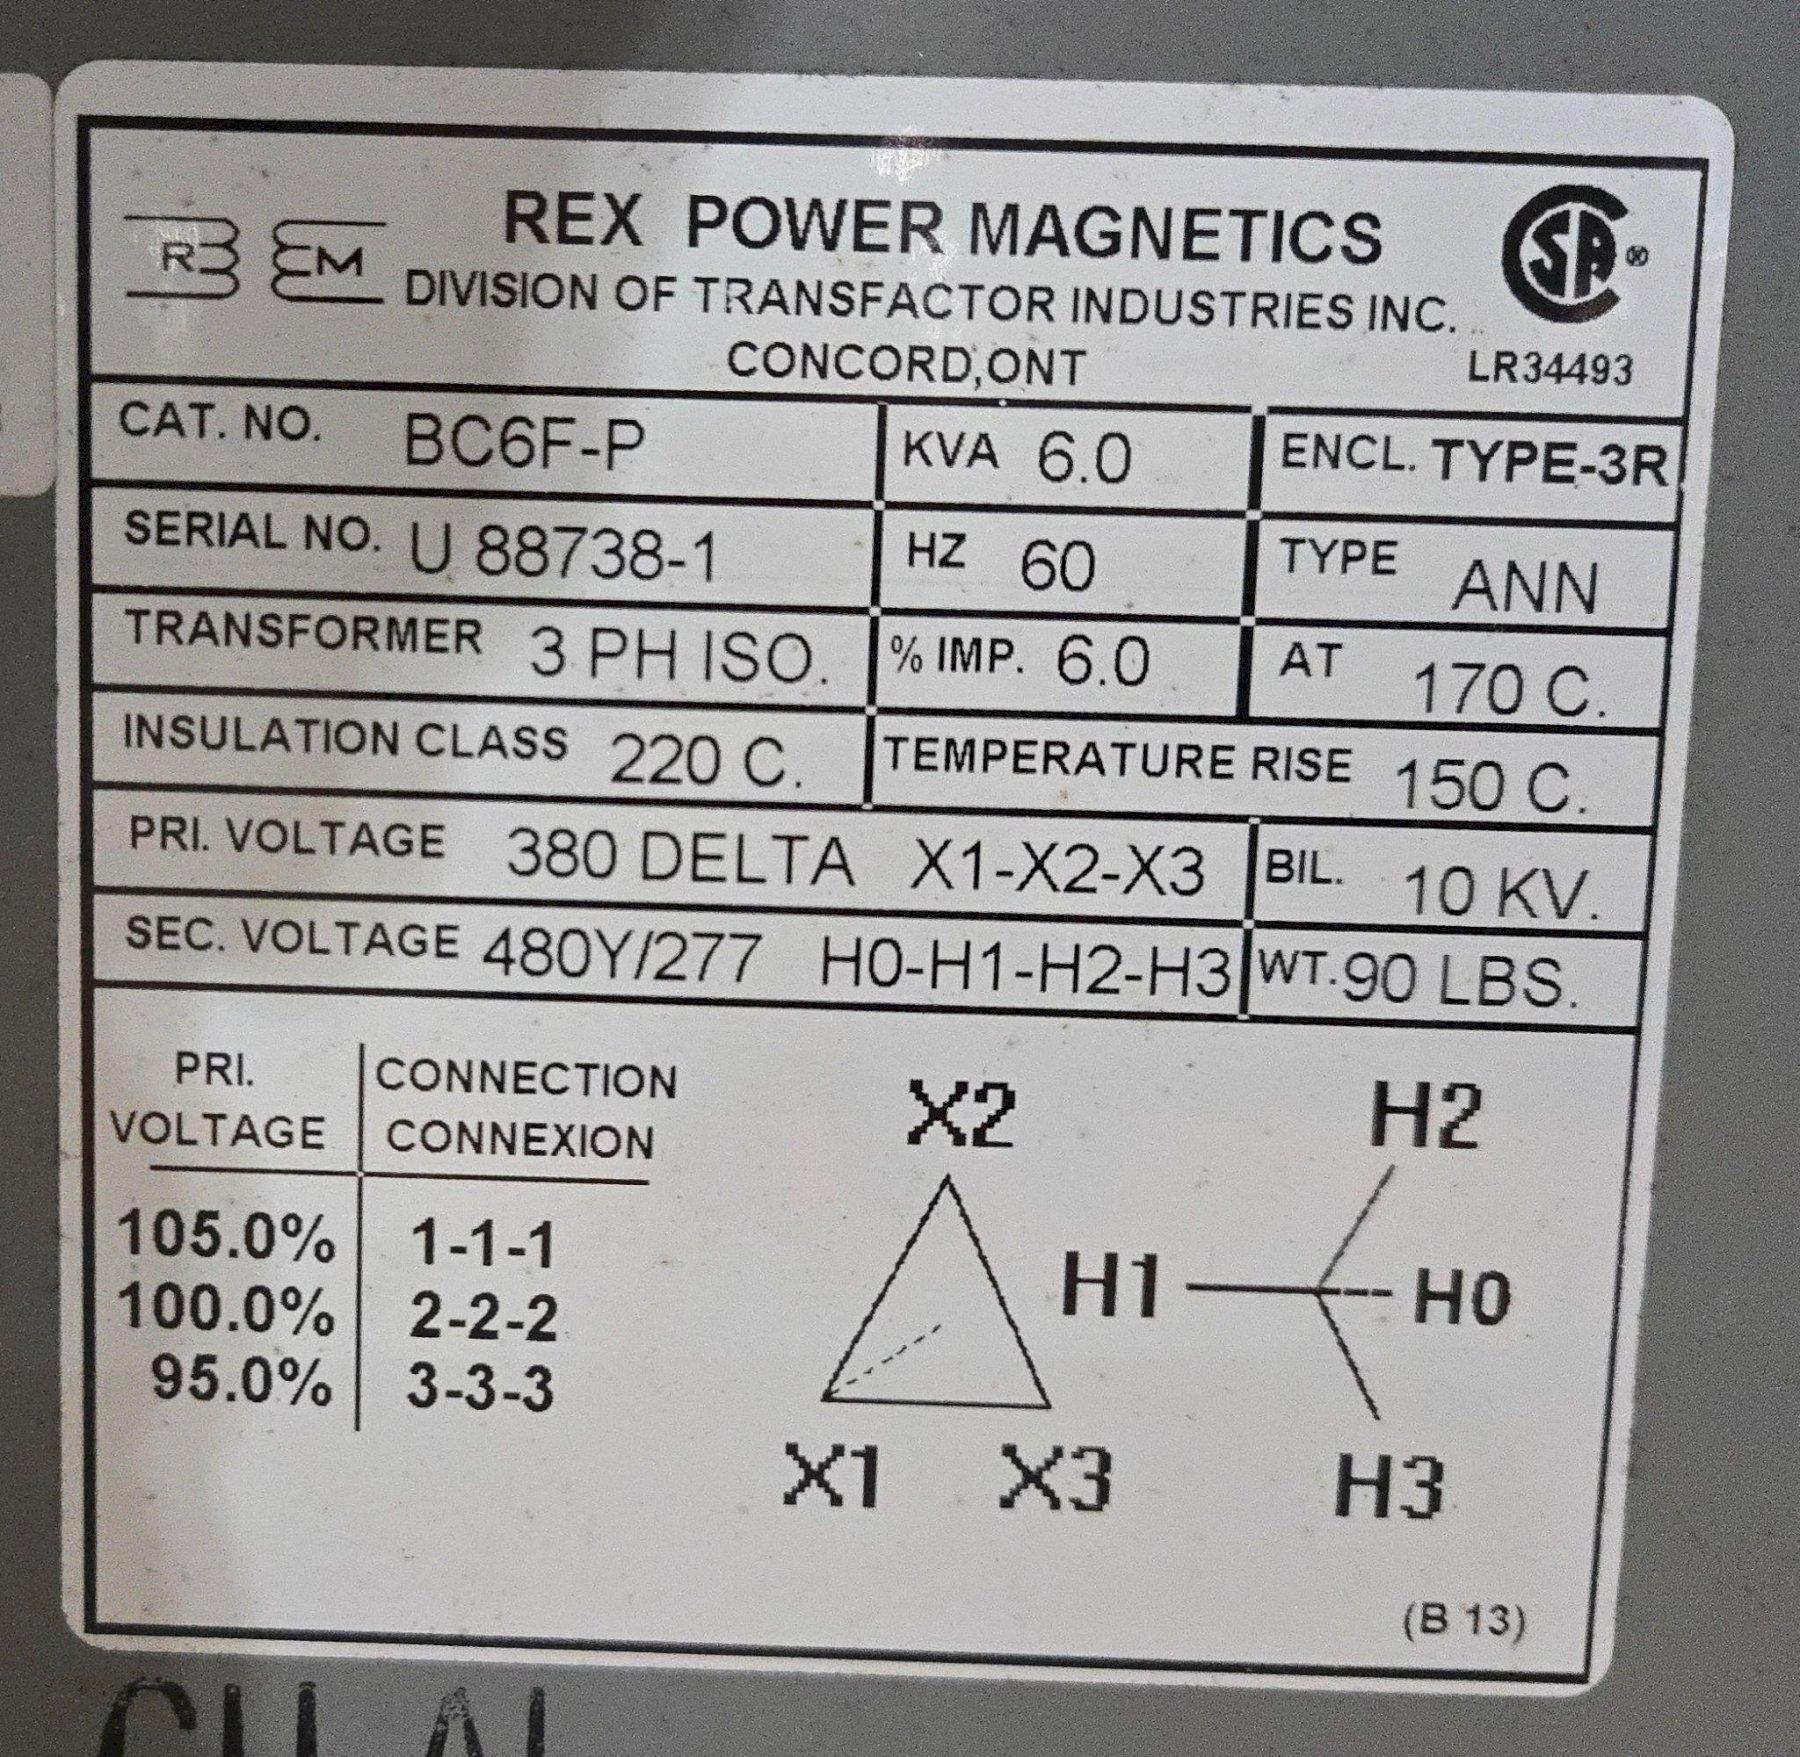 REX POWER MAGNETICS
R M
DIVISION OF TRANSFACTOR INDUSTRIES INC.
CONCORD,ONT
SA ®
LR34493
CAT. NO. BC6F-P KVA 6.0 ENCL. TYPE-3R
SERIAL NO. U 88738-1 HZ 60 TYPE ANN
TRANSFORMER 3 PH ISO. % IMP. 6.0 AT 170 C.
INSULATION CLASS 220 C. TEMPERATURE RISE 150 C.
PRI. VOLTAGE 380 DELTA X1-X2-X3 BIL. 10 KV.
SEC. VOLTAGE 480Y/277 H0-H1-H2-H3 WT. 90 LBS.
PRI. CONNECTION
VOLTAGE CONNEXION
105.0% 1-1-1
100.0% 2-2-2
95.0% 3-3-3
X2 H2
H1 H0
X1 X3 H3
(B 13)